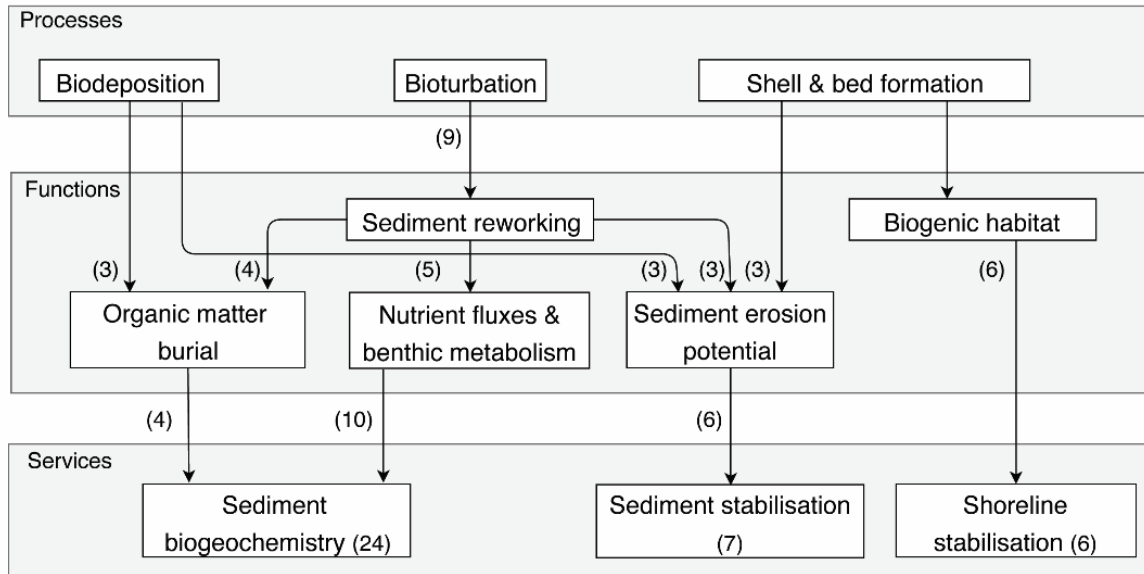 Processes
Biodeposition
Bioturbation
Shell & bed formation
(9)
Functions
Sediment reworking
Biogenic habitat
(3)
(4)
(5)
(3)
(3)
(3)
(6)
Organic matter
burial
Nutrient fluxes &
benthic metabolism
Sediment erosion
potential
(4)
(10)
(6)
Services
Sediment
biogeochemistry (24)
Sediment stabilisation
(7)
Shoreline
stabilisation (6)